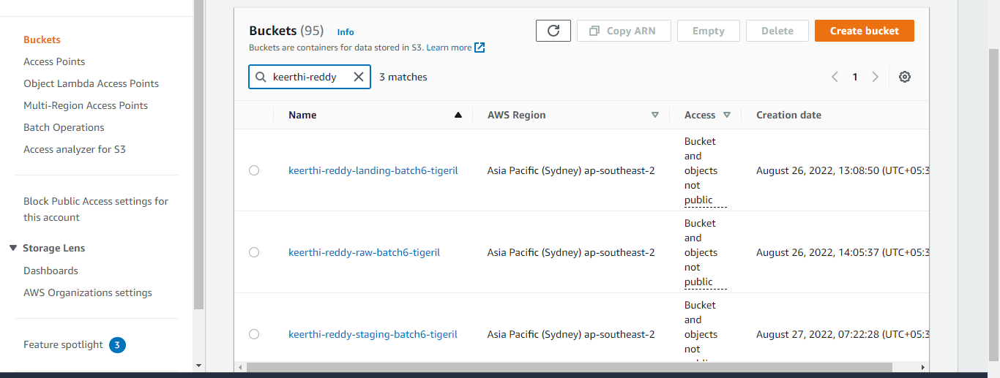 Buckets
Access Points
Object Lambda Access Points
Multi-Region Access Points
Batch Operations
Access analyzer for S3
Block Public Access settings for
this account
Storage Lens
Dashboards
AWS Organizations settings
Feature spotlight 3
Buckets (95) Info
Copy ARN Empty Delete Create bucket
Buckets are containers for data stored in S3. Learn more
keerthi-reddy 3 matches 1
Name AWS Region Access Creation date
keerthi-reddy-landing-batch6-tigeril Asia Pacific (Sydney) ap-southeast-2
Bucket
and
objects
not
public
August 26, 2022, 13:08:50 (UTC+05:3
keerthi-reddy-raw-batch6-tigeril Asia Pacific (Sydney) ap-southeast-2
Bucket
and
objects
not
public
August 26, 2022, 14:05:37 (UTC+05:3
keerthi-reddy-staging-batch6-tigeril Asia Pacific (Sydney) ap-southeast-2
Bucket
and
objects
not
August 27, 2022, 07:22:28 (UTC+05:3